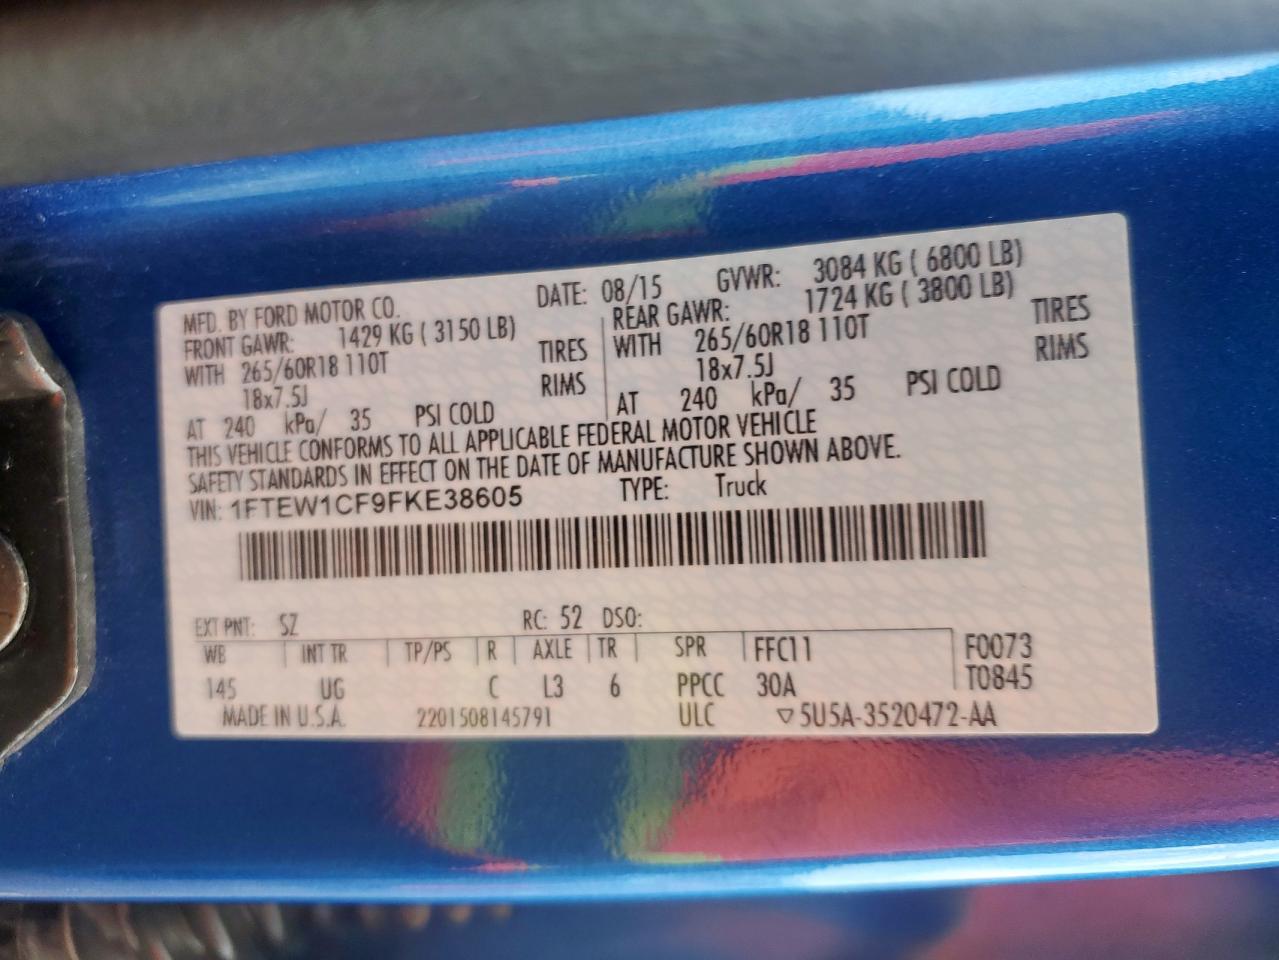 MFD. BY FORD MOTOR CO. DATE: 08/15 GVWR: 3084 KG ( 6800 LB)
FRONT GAWR: 1429 KG ( 3150 LB) REAR GAWR: 1724 KG ( 3800 LB)
WITH 265/60R18 110T TIRES WITH 265/60R18 110T TIRES
18x7.5J RIMS 18x7.5J RIMS
AT 240 kPa/ 35 PSI COLD AT 240 kPa/ 35 PSI COLD
THIS VEHICLE CONFORMS TO ALL APPLICABLE FEDERAL MOTOR VEHICLE
SAFETY STANDARDS IN EFFECT ON THE DATE OF MANUFACTURE SHOWN ABOVE.
VIN: 1FTEW1CF9FKE38605 TYPE: Truck
EXT PNT: SZ RC: 52 DSO:
WB INT TR TP/PS R AXLE TR SPR FFC11 F0073
145 UG C L3 6 PPCC 30A T0845
MADE IN U.S.A. 2201508145791 ULC ▽5U5A-3520472-AA